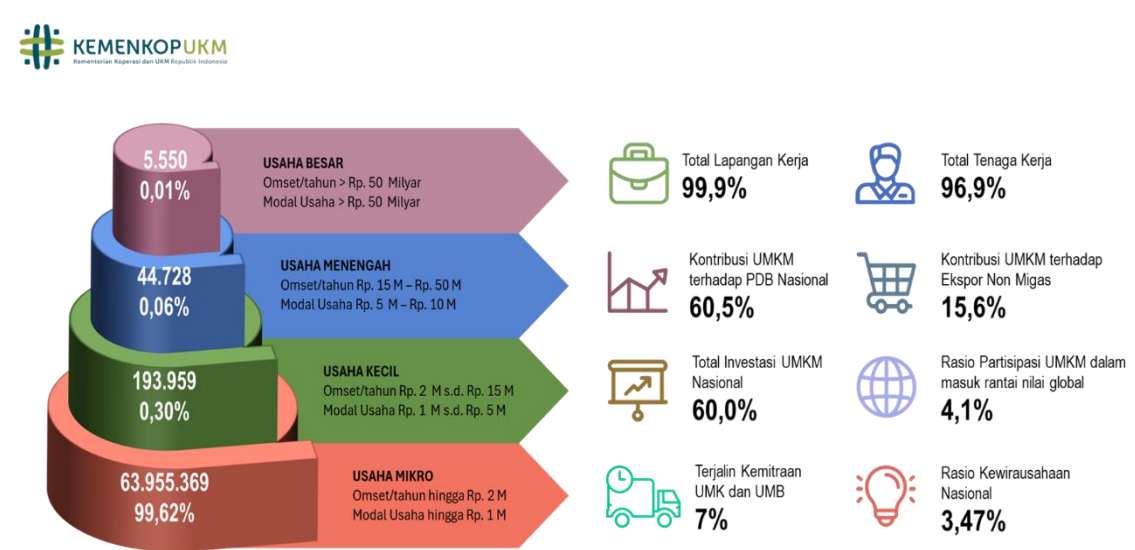 KEMENKOPUKM
Kementerian Koperasi dan UKM Republik Indonesia
5.550
0,01%
USAHA BESAR
Omset/tahun > Rp. 50 Milyar
Modal Usaha > Rp. 50 Milyar
44.728
0,06%
USAHA MENENGAH
Omset/tahun Rp. 15 M – Rp. 50 M
Modal Usaha Rp. 5 M – Rp. 10 M
193.959
0,30%
USAHA KECIL
Omset/tahun Rp. 2 M s.d. Rp. 15 M
Modal Usaha Rp. 1 M s.d. Rp. 5 M
63.955.369
99,62%
USAHA MIKRO
Omset/tahun hingga Rp. 2 M
Modal Usaha hingga Rp. 1 M
Total Lapangan Kerja
99,9%
Total Tenaga Kerja
96,9%
Kontribusi UMKM
terhadap PDB Nasional
60,5%
Kontribusi UMKM terhadap
Ekspor Non Migas
15,6%
Total Investasi UMKM
Nasional
60,0%
Rasio Partisipasi UMKM dalam
masuk rantai nilai global
4,1%
Terjalin Kemitraan
UMK dan UMB
7%
Rasio Kewirausahaan
Nasional
3,47%